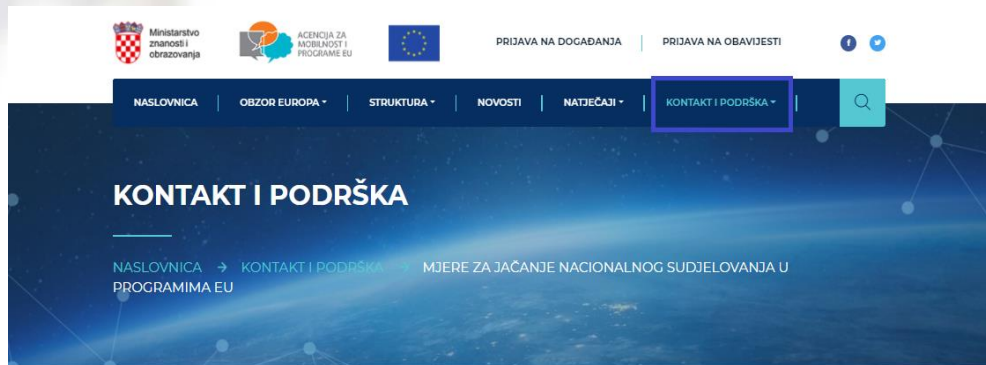 Ministarstvo
znanosti i
obrazovanja
AGENCIJA ZA
MOBILNOST I
PROGRAME EU
PRIJAVA NA DOGAĐANJA
PRIJAVA NA OBAVIJESTI
NASLOVNICA OBZOR EUROPA STRUKTURA NOVOSTI NATJEČAJI KONTAKT I PODRŠKA
KONTAKT I PODRŠKA
NASLOVNICA → KONTAKT I PODRŠKA → MJERE ZA JAČANJE NACIONALNOG SUDJELOVANJA U
PROGRAMIMA EU